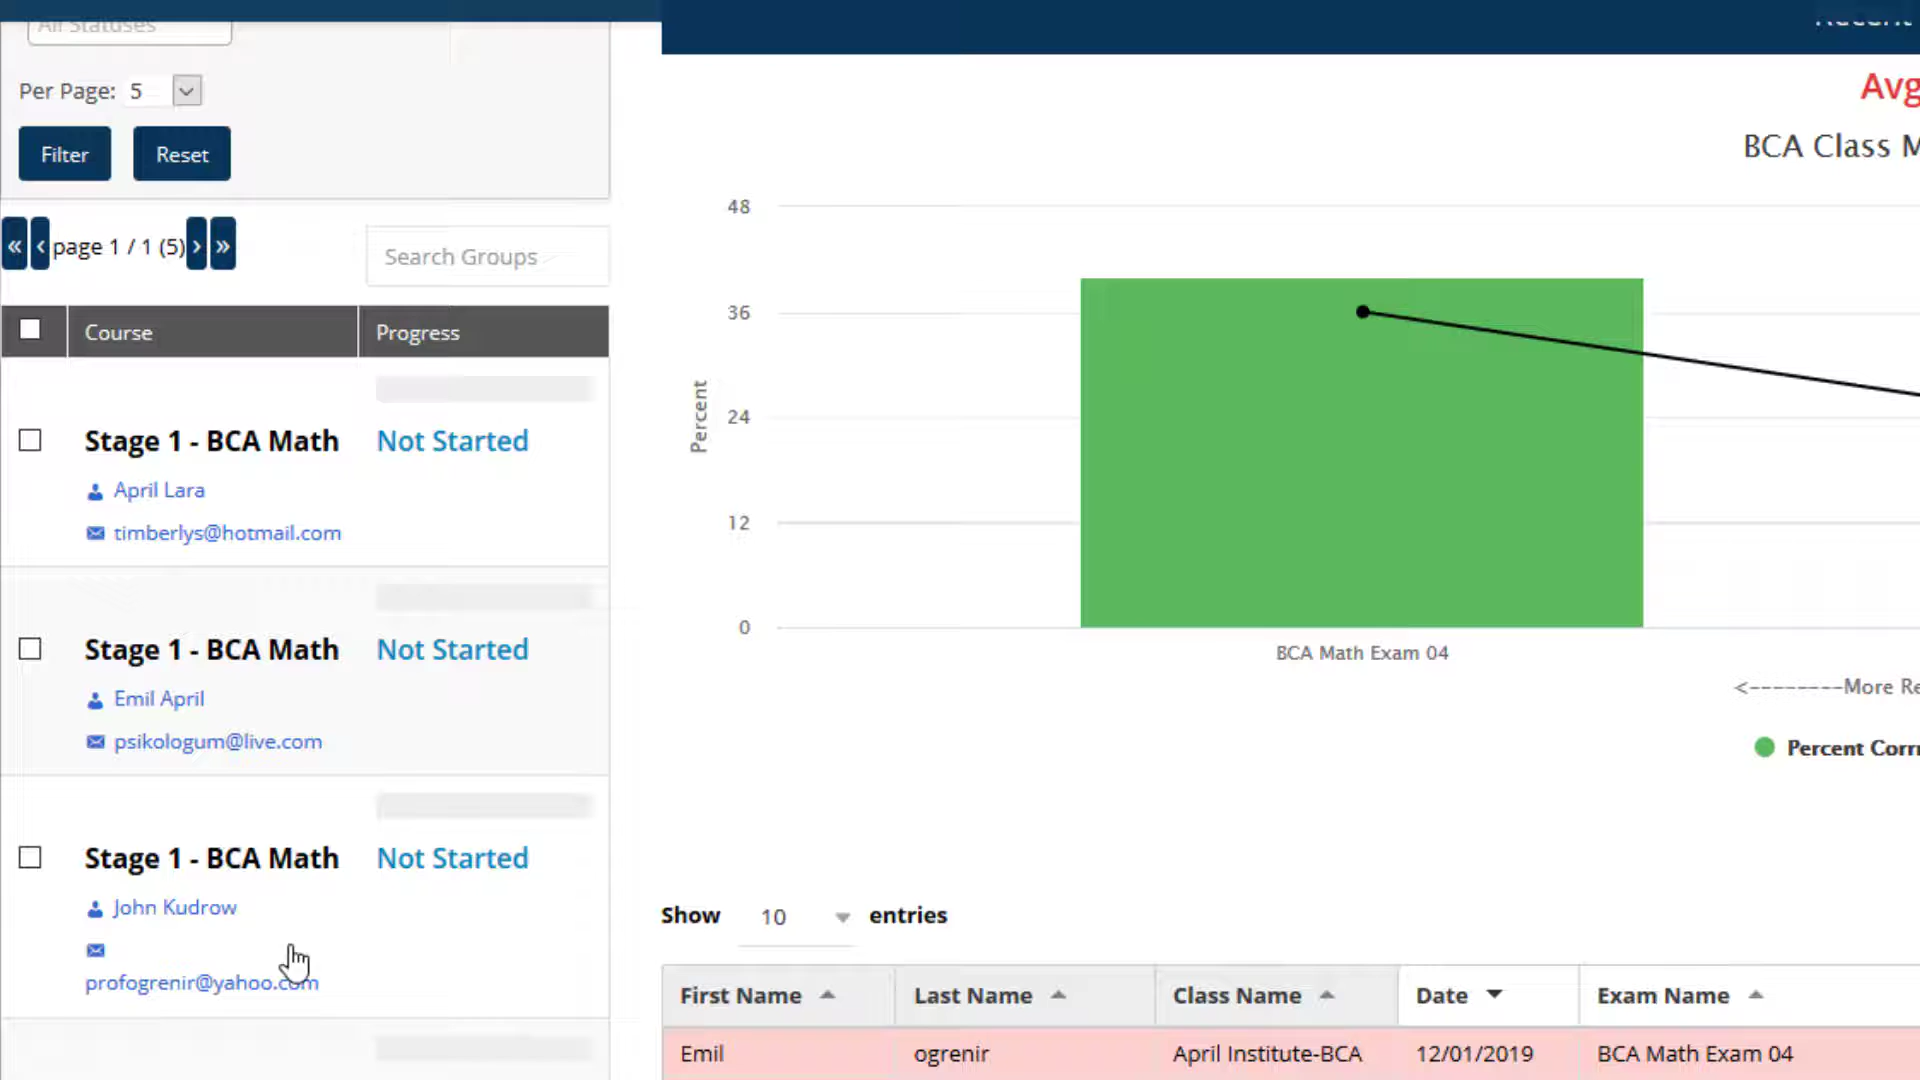 All Statuses
Per Page: 5
Filter
Reset
« ‹ page 1 / 1 (5) › »
Search Groups
Course
Progress
Stage 1 - BCA Math
Not Started
April Lara
timberlys@hotmail.com
Stage 1 - BCA Math
Not Started
Emil April
psikologum@live.com
Stage 1 - BCA Math
Not Started
John Kudrow
profogrenir@yahoo.com
Recent
Avg
BCA Class M
48
36
24
12
0
Percent
BCA Math Exam 04
<--------More Re
Percent Corr
Show 10 entries
First Name
Last Name
Class Name
Date
Exam Name
Emil
ogrenir
April Institute-BCA
12/01/2019
BCA Math Exam 04